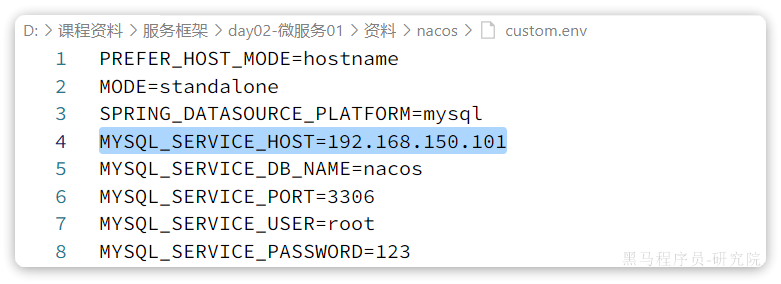 D: > 课程资料 > 服务框架 > day02-微服务01 > 资料 > nacos > custom.env
1 PREFER_HOST_MODE=hostname
2 MODE=standalone
3 SPRING_DATASOURCE_PLATFORM=mysql
4 MYSQL_SERVICE_HOST=192.168.150.101
5 MYSQL_SERVICE_DB_NAME=nacos
6 MYSQL_SERVICE_PORT=3306
7 MYSQL_SERVICE_USER=root
8 MYSQL_SERVICE_PASSWORD=123
黑马程序员-研究院